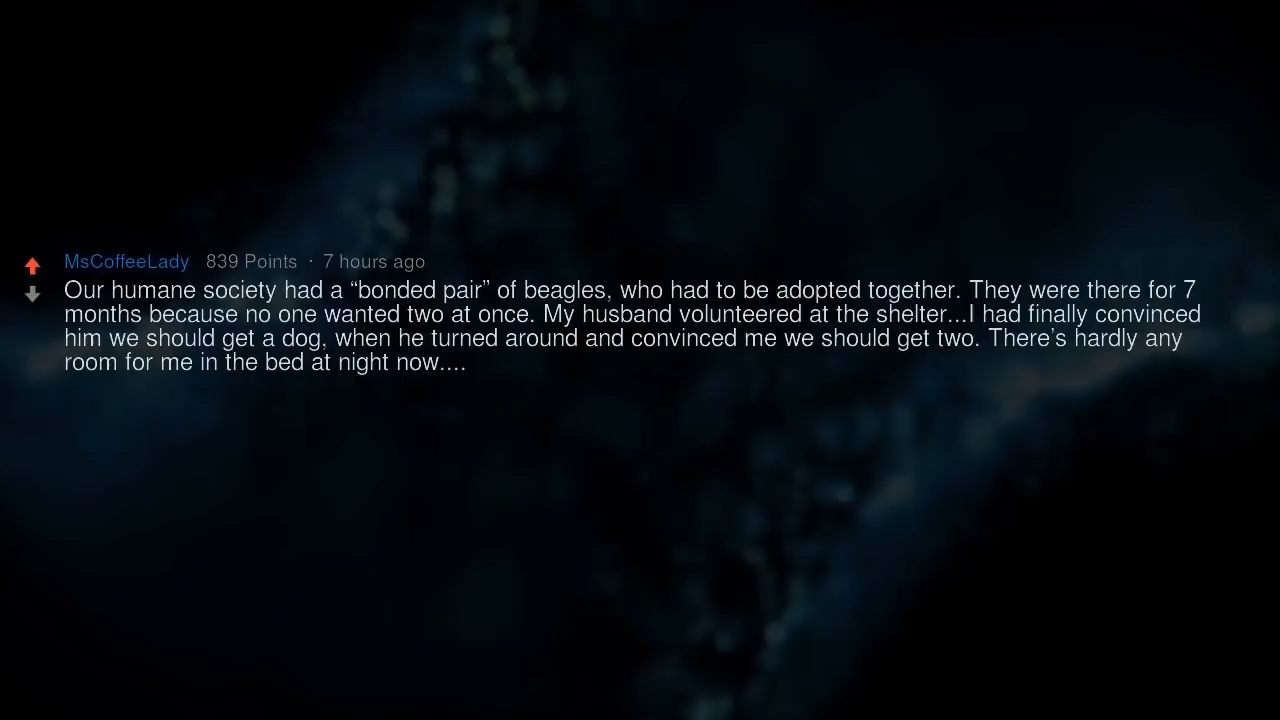 MsCoffeeLady 839 Points · 7 hours ago
Our humane society had a “bonded pair” of beagles, who had to be adopted together. They were there for 7
months because no one wanted two at once. My husband volunteered at the shelter...I had finally convinced
him we should get a dog, when he turned around and convinced me we should get two. There’s hardly any
room for me in the bed at night now....